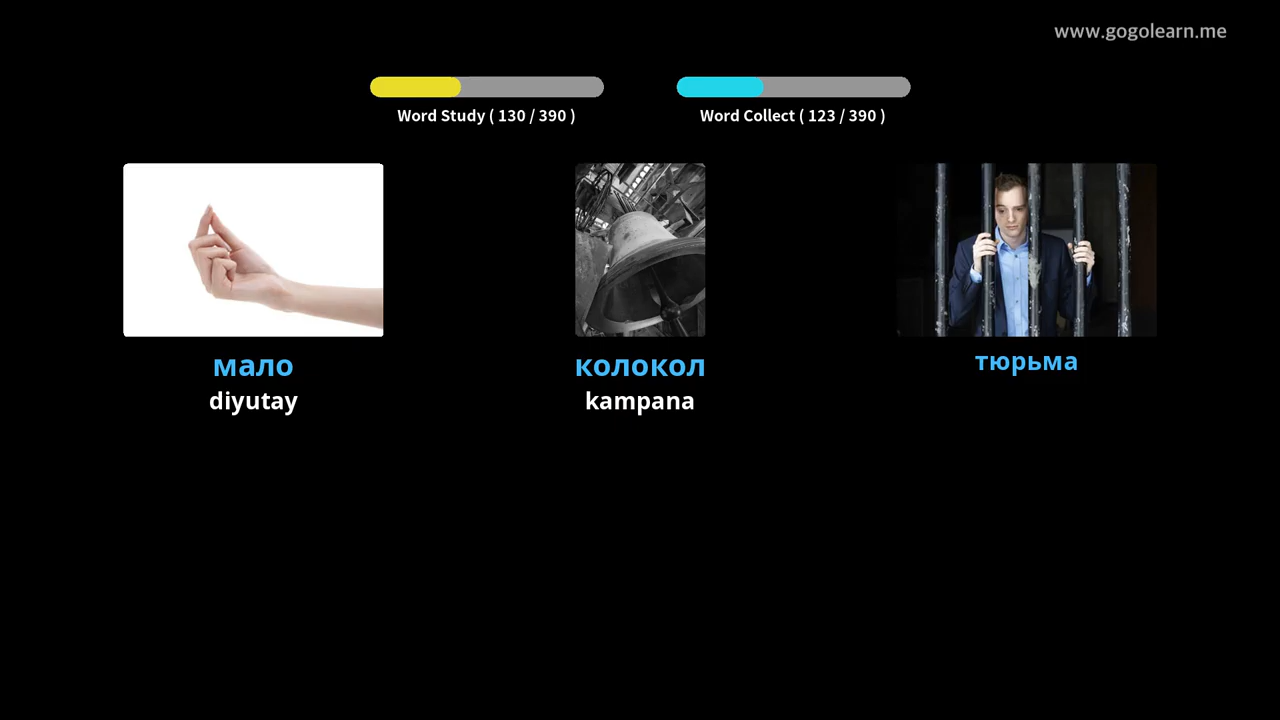 www.gogolearn.me
Word Study ( 130 / 390 )
Word Collect ( 123 / 390 )
мало
diyutay
колокол
kampana
тюрьма